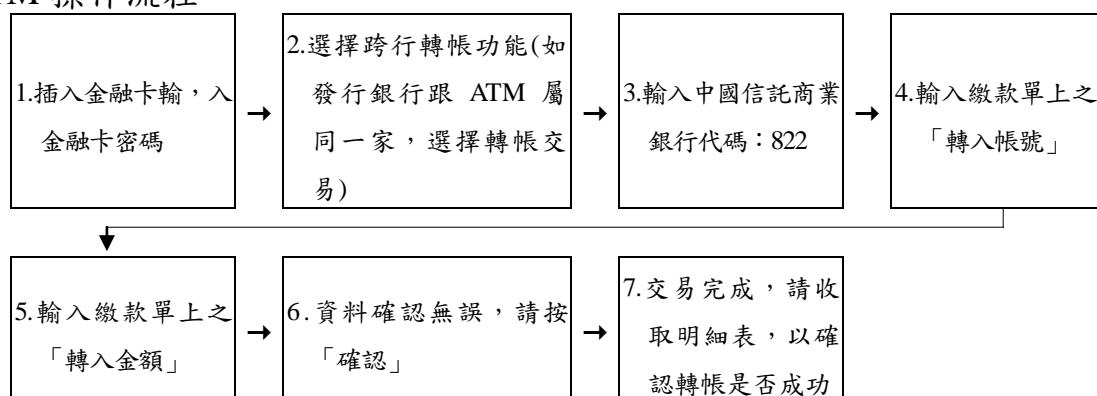 1.插入金融卡輸，入
金融卡密碼
→
2.選擇跨行轉帳功能(如
發行銀行跟 ATM 屬
同一家，選擇轉帳交
易)
→
3.輸入中國信託商業
銀行代碼：822
→
4.輸入繳款單上之
「轉入帳號」
5.輸入繳款單上之
「轉入金額」
→
6.資料確認無誤，請按
「確認」
→
7.交易完成，請收
取明細表，以確
認轉帳是否成功